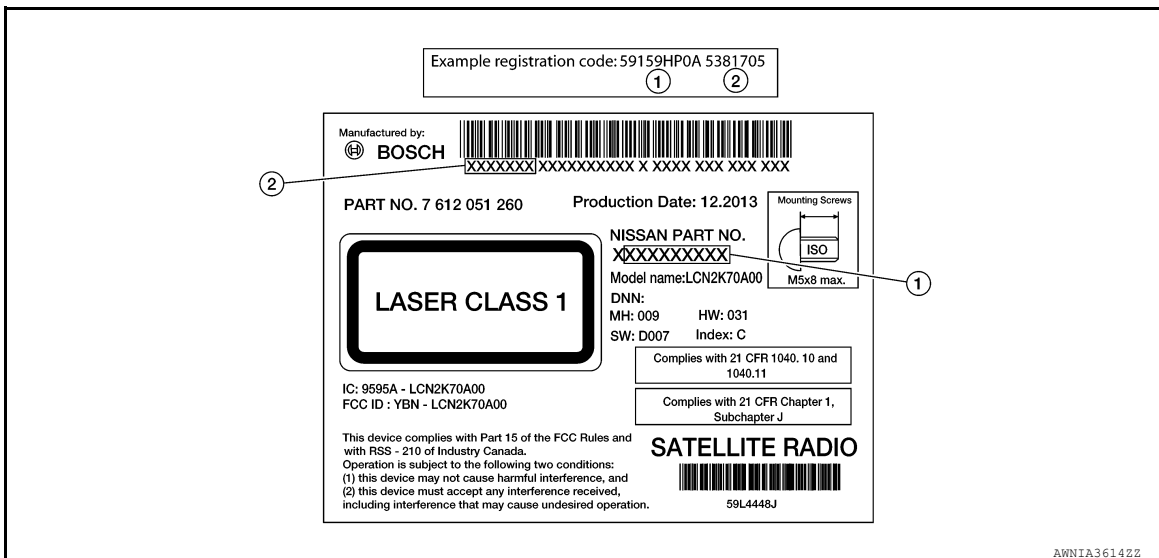 Example registration code: 59159HP0A 5381705
1 2
Manufactured by:
BOSCH
XXXXXXX XXXXXXXXXX X XXXX XXX XXX XXX
2
PART NO. 7 612 051 260
Production Date: 12.2013
Mounting Screws
ISO
M5x8 max.
NISSAN PART NO.
XXXXXXXXXX
1
Model name:LCN2K70A00
DNN:
MH: 009 HW: 031
SW: D007 Index: C
LASER CLASS 1
Complies with 21 CFR 1040. 10 and
1040.11
Complies with 21 CFR Chapter 1,
Subchapter J
IC: 9595A - LCN2K70A00
FCC ID : YBN - LCN2K70A00
This device complies with Part 15 of the FCC Rules and
with RSS - 210 of Industry Canada.
Operation is subject to the following two conditions:
(1) this device may not cause harmful interference, and
(2) this device must accept any interference received,
including interference that may cause undesired operation.
SATELLITE RADIO
59L4448J
AWNIA3614ZZ